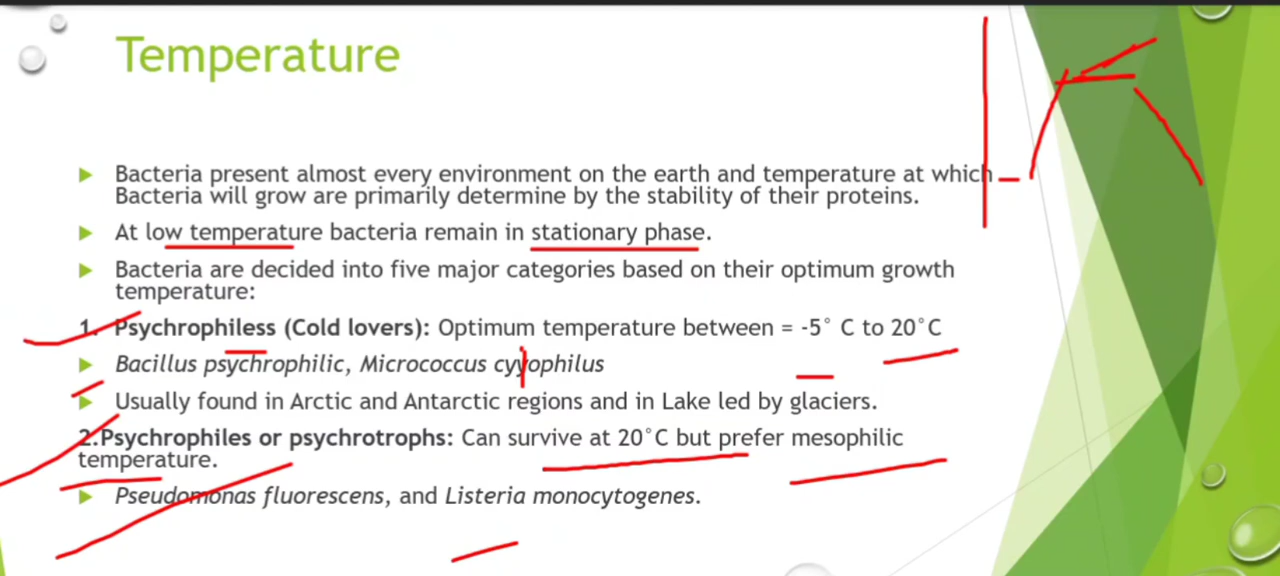 Temperature
Bacteria present almost every environment on the earth and temperature at which
Bacteria will grow are primarily determine by the stability of their proteins.
At low temperature bacteria remain in stationary phase.
Bacteria are decided into five major categories based on their optimum growth
temperature:
1. Psychrophiless (Cold lovers): Optimum temperature between = -5° C to 20°C
Bacillus psychrophilic, Micrococcus cyyophilus
Usually found in Arctic and Antarctic regions and in Lake led by glaciers.
2.Psychrophiles or psychrotrophs: Can survive at 20°C but prefer mesophilic
temperature.
Pseudomonas fluorescens, and Listeria monocytogenes.